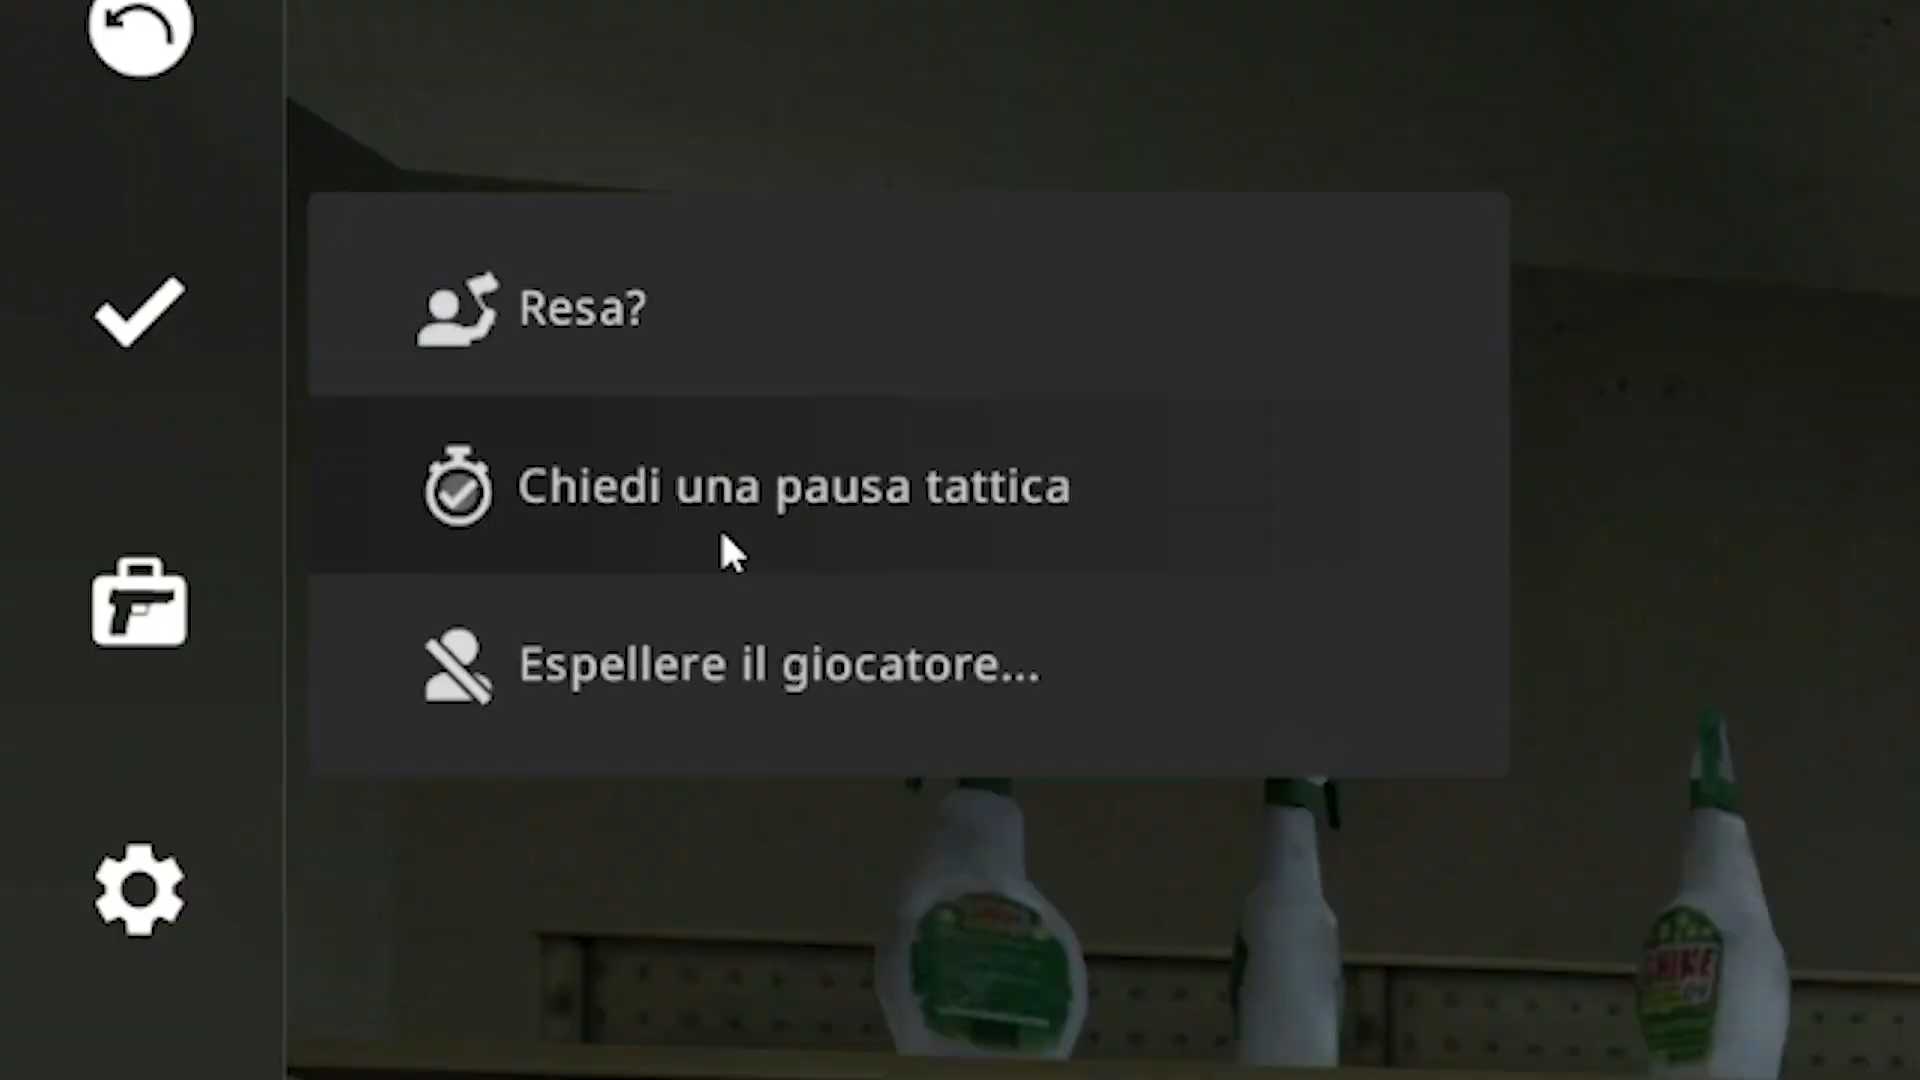 Resa?
Chiedi una pausa tattica
Espellere il giocatore...